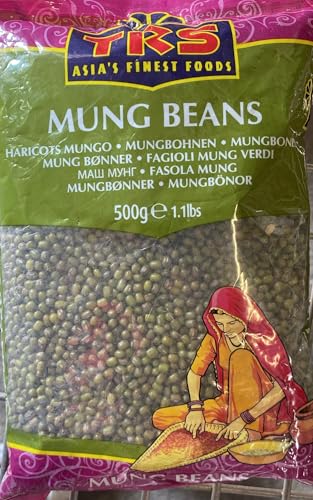 TRS
ASIA'S FINEST FOODS
MUNG BEANS
HARICOTS MUNGO • MUNGBOHNEN • MUNGBONE
MUNG BØNNER • FAGIOLI MUNG VERDI
МАШ МУНГ • FASOLA MUNG
MUNGBØNNER • MUNGBÖNOR
500g ℮ 1.1lbs
MUNG BEANS